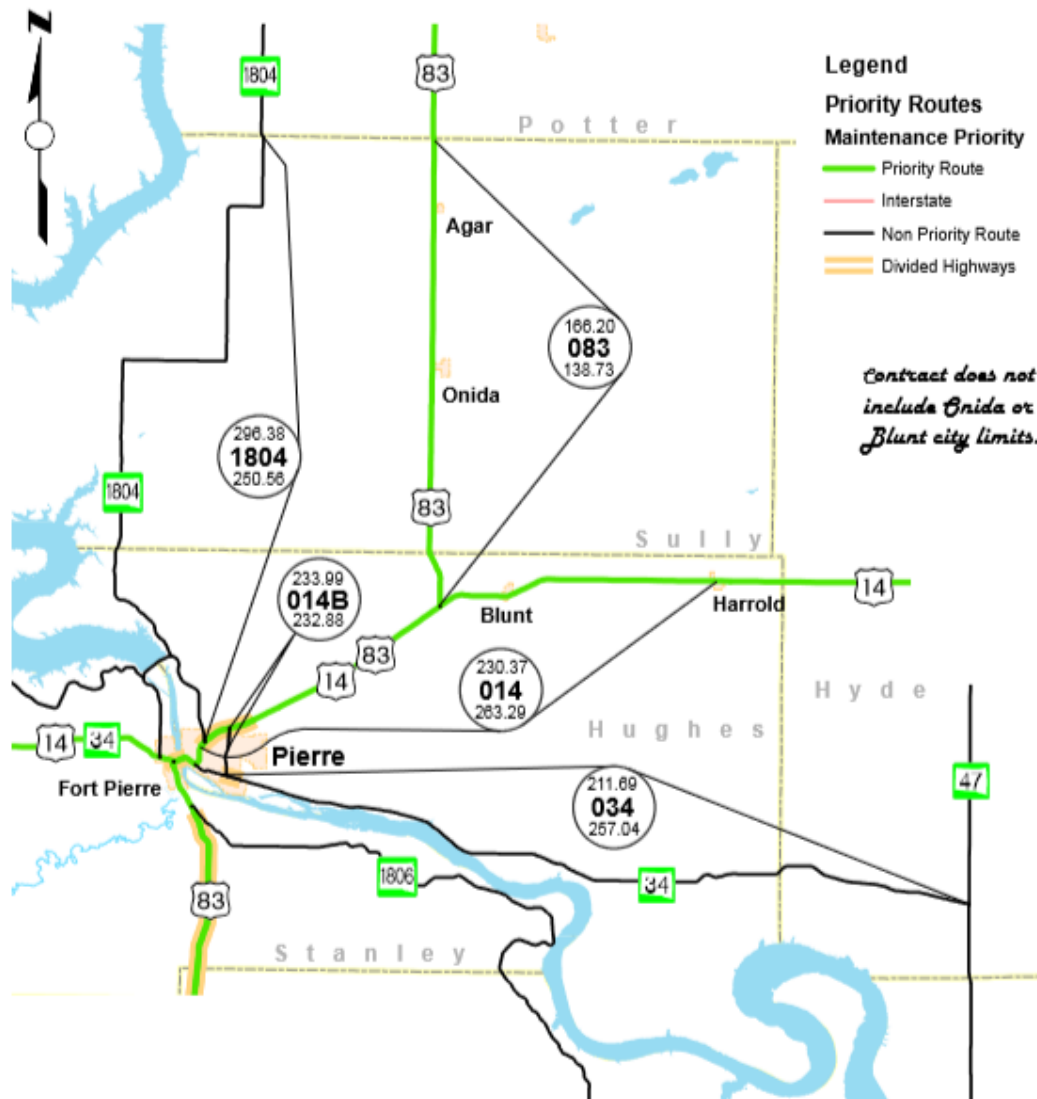 N
1804
83
Potter
Legend
Priority Routes
Maintenance Priority
Priority Route
Interstate
Non Priority Route
Divided Highways
Agar
166.20
083
138.73
Onida
Contract does not
include Onida or
Blunt city limits.
296.38
1804
250.56
1804
83
Sully
233.99
014B
232.88
Blunt
Harrold
14
83
14
230.37
014
263.29
Hyde
Hughes
14
34
Pierre
Fort Pierre
211.69
034
257.04
47
1806
34
83
Stanley